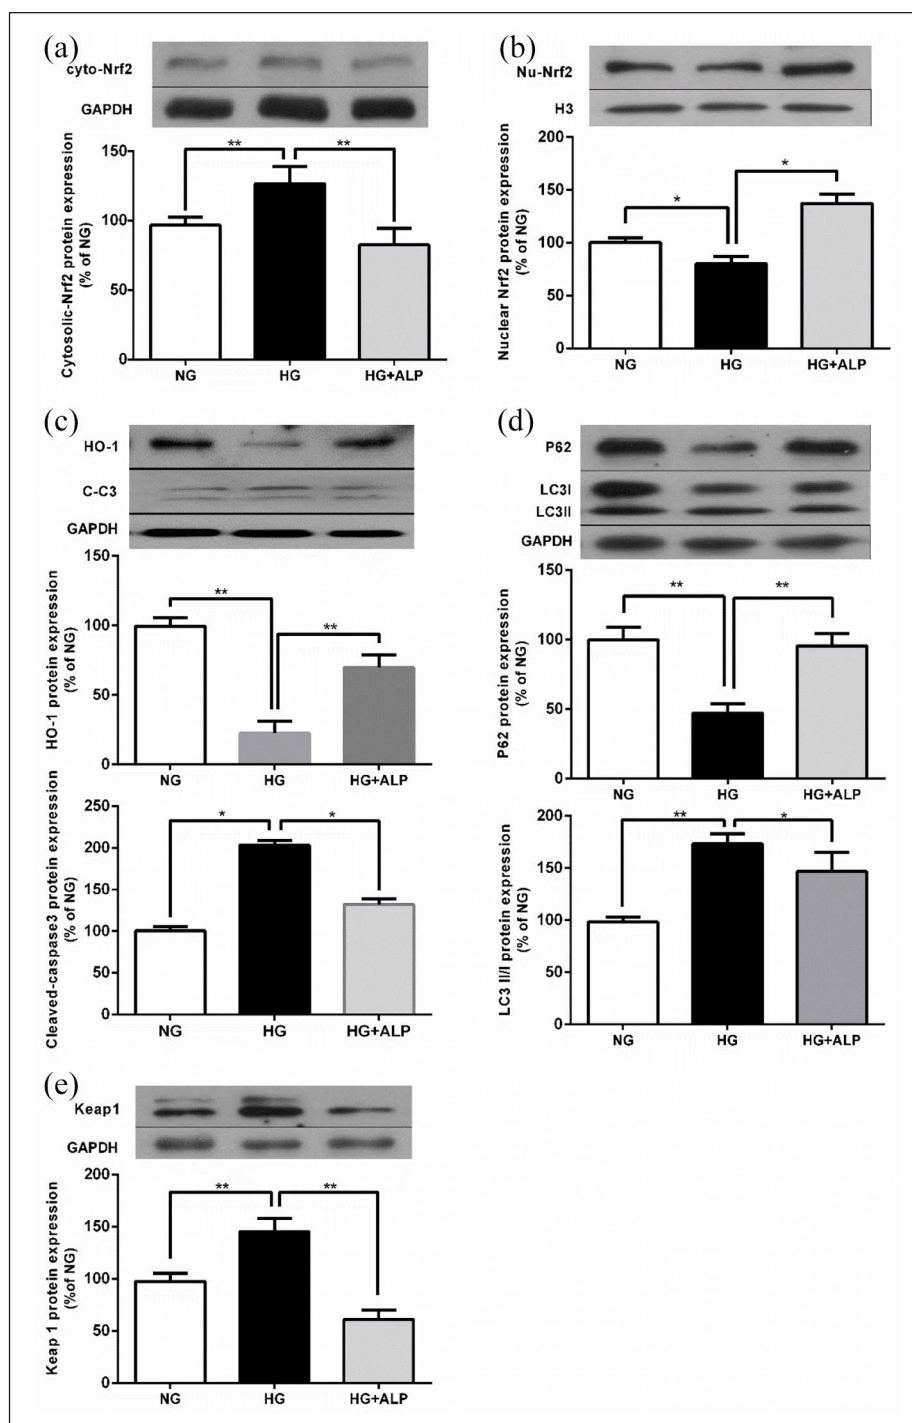 (a)
cyto-Nrf2
GAPDH
Cytosolic-Nrf2 protein expression
(% of NG)
150
100
50
0
** **
NG HG HG+ALP
(b)
Nu-Nrf2
H3
Nuclear Nrf2 protein expression
(% of NG)
200
150
100
50
0
* *
NG HG HG+ALP
(c)
HO-1
C-C3
GAPDH
HO-1 protein expression
(% of NG)
150
100
50
0
** **
NG HG HG+ALP
Cleaved-caspase3 protein expression
(% of NG)
250
200
150
100
50
0
* *
NG HG HG+ALP
(d)
P62
LC3I
LC3II
GAPDH
P62 protein expression
(% of NG)
150
100
50
0
** **
NG HG HG+ALP
LC3 II/I protein expression
(% of NG)
200
150
100
50
0
** *
NG HG HG+ALP
(e)
Keap1
GAPDH
Keap 1 protein expression
(%of NG)
200
150
100
50
0
** **
NG HG HG+ALP